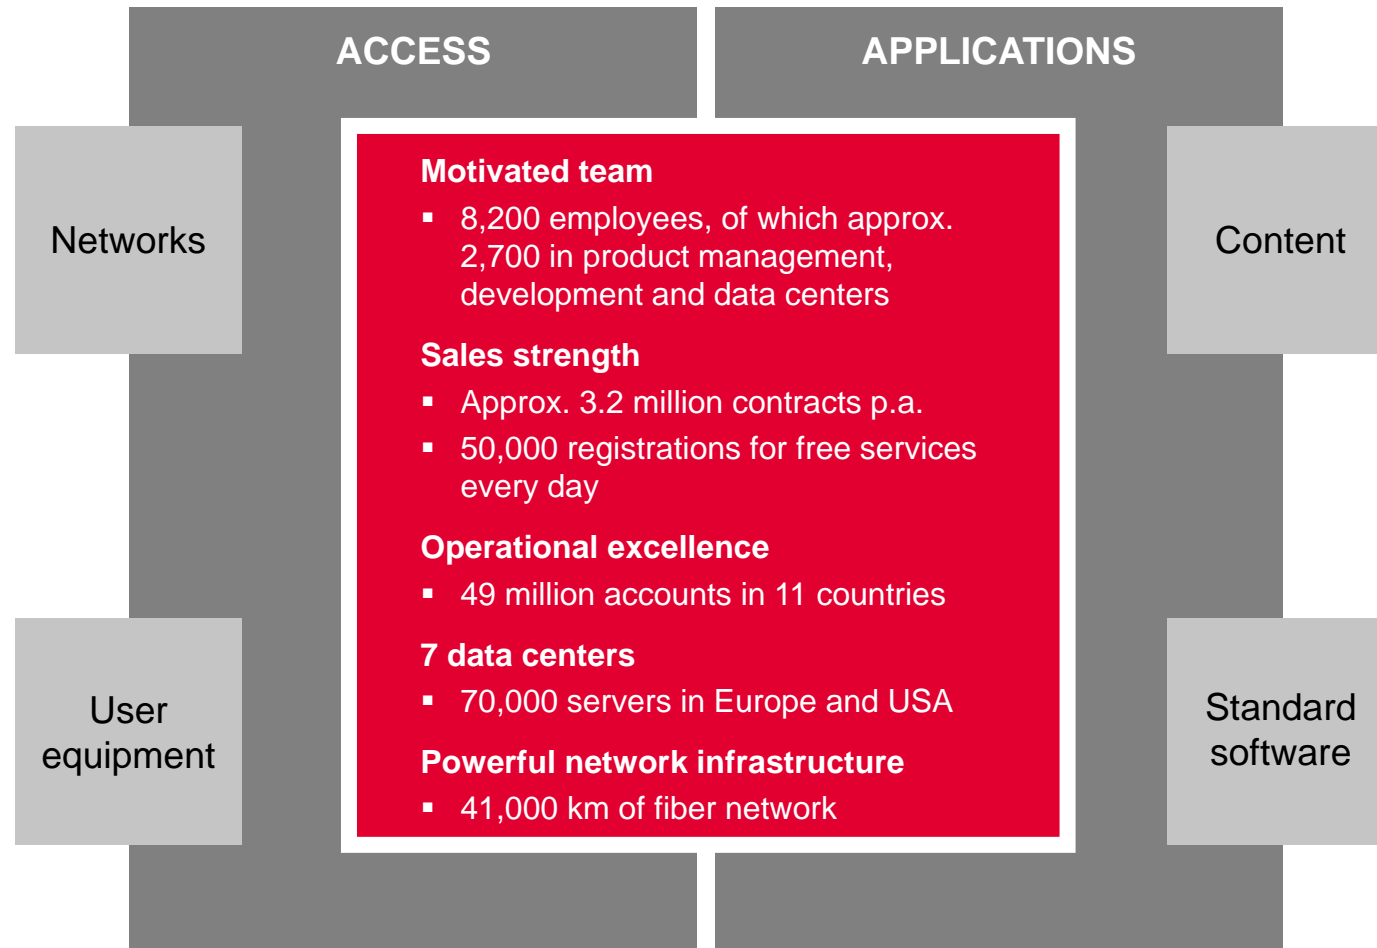 ACCESS
APPLICATIONS
Networks
User
equipment
Motivated team
▪ 8,200 employees, of which approx.
2,700 in product management,
development and data centers
Sales strength
▪ Approx. 3.2 million contracts p.a.
▪ 50,000 registrations for free services
every day
Operational excellence
▪ 49 million accounts in 11 countries
7 data centers
▪ 70,000 servers in Europe and USA
Powerful network infrastructure
▪ 41,000 km of fiber network
Content
Standard
software